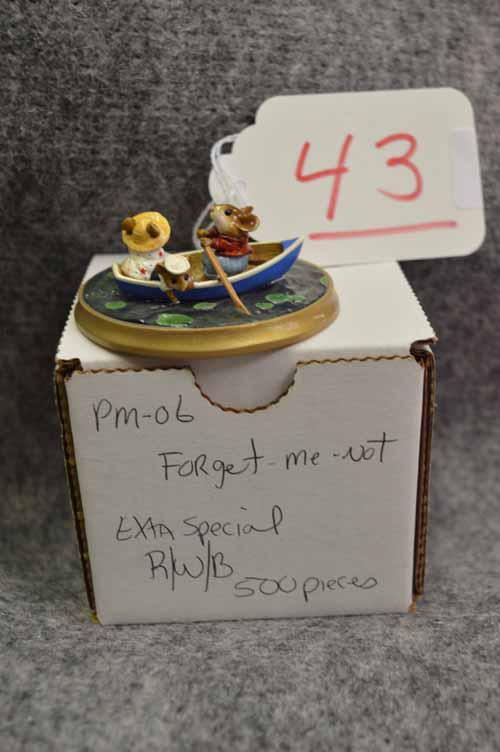 43
PM-06
FoRget-me-Not
EXtA Special
R/W/B
500 pieces